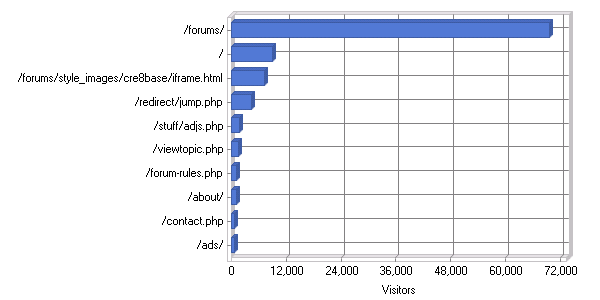 /forums/
/
/forums/style_images/cre8base/iframe.html
/redirect/jump.php
/stuff/adjs.php
/viewtopic.php
/forum-rules.php
/about/
/contact.php
/ads/
0 12,000 24,000 36,000 48,000 60,000 72,000
Visitors